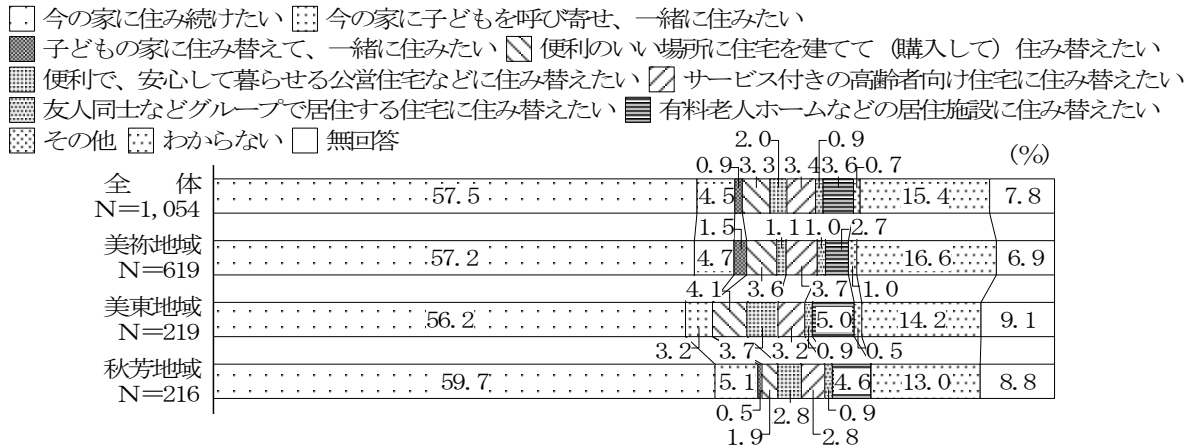 今の家に住み続けたい 今の家に子どもを呼び寄せ、一緒に住みたい
子どもの家に住み替えて、一緒に住みたい 便利のいい場所に住宅を建てて（購入して）住み替えたい
便利で、安心して暮らせる公営住宅などに住み替えたい サービス付きの高齢者向け住宅に住み替えたい
友人同士などグループで居住する住宅に住み替えたい 有料老人ホームなどの居住施設に住み替えたい
その他 わからない 無回答
(%)
2.0 0.9
0.9 3.3 3.4 3.6 0.7
全 体 57.5 4.5 15.4 7.8
N=1,054
1.5 1.1 1.0 2.7
美祢地域 57.2 4.7 16.6 6.9
N=619
4.1 3.6 3.7 1.0
美東地域 56.2 5.0 14.2 9.1
N=219
3.2 3.7 3.2 0.9 0.5
秋芳地域 59.7 5.1 4.6 13.0 8.8
N=216
0.5 2.8 0.9
1.9 2.8